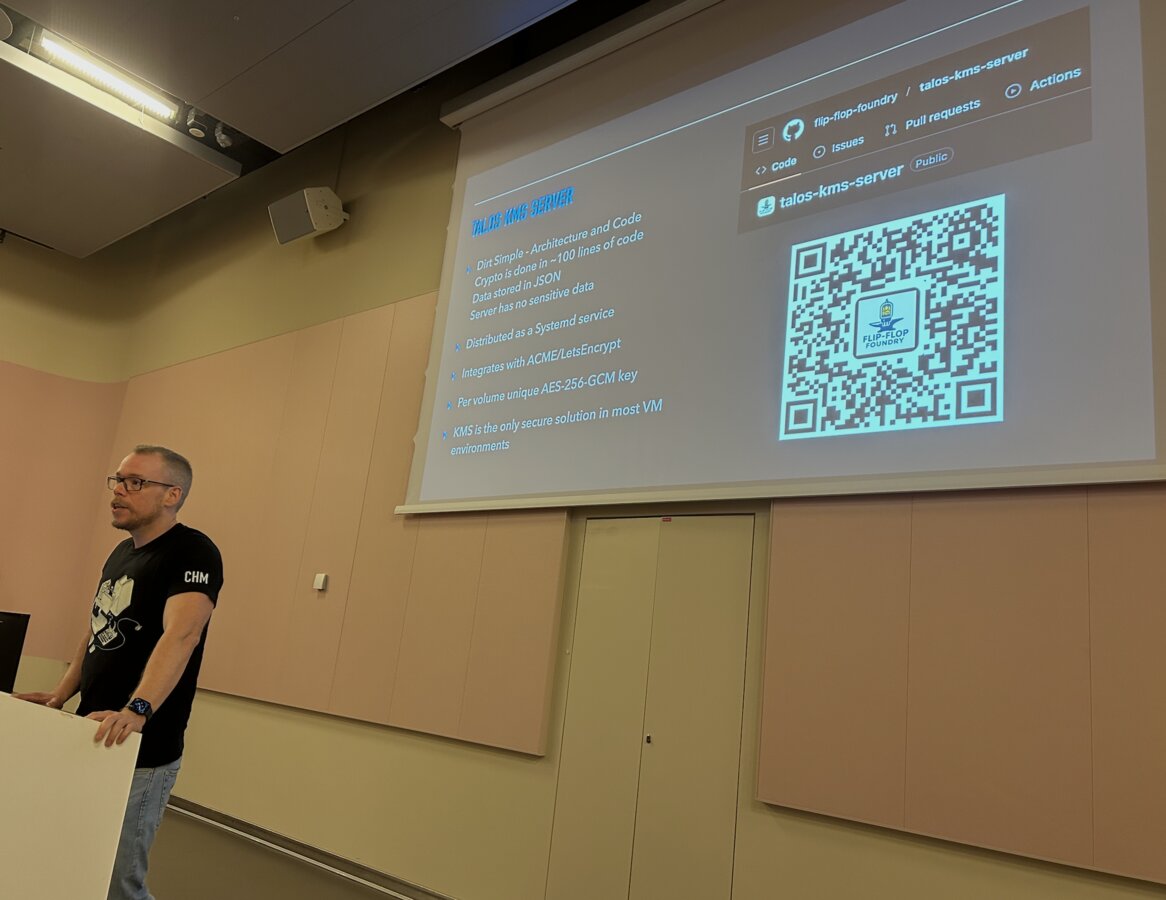 flip-flop-foundry / talos-kms-server
Code Issues Pull requests Actions
talos-kms-server Public
TALOS KMS SERVER
Dirt Simple - Architecture and Code
Crypto is done in ~100 lines of code
Data stored in JSON
Server has no sensitive data
Distributed as a Systemd service
Integrates with ACME/LetsEncrypt
Per volume unique AES-256-GCM key
KMS is the only secure solution in most VM
environments
FLIP-FLOP
FOUNDRY
CHM